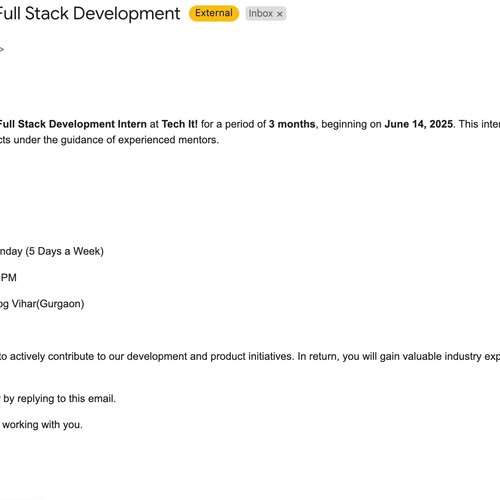 Full Stack Development External Inbox ×
>
Full Stack Development Intern at Tech It! for a period of 3 months, beginning on June 14, 2025. This inter
cts under the guidance of experienced mentors.
nday (5 Days a Week)
PM
og Vihar(Gurgaon)
to actively contribute to our development and product initiatives. In return, you will gain valuable industry exp
by replying to this email.
working with you.